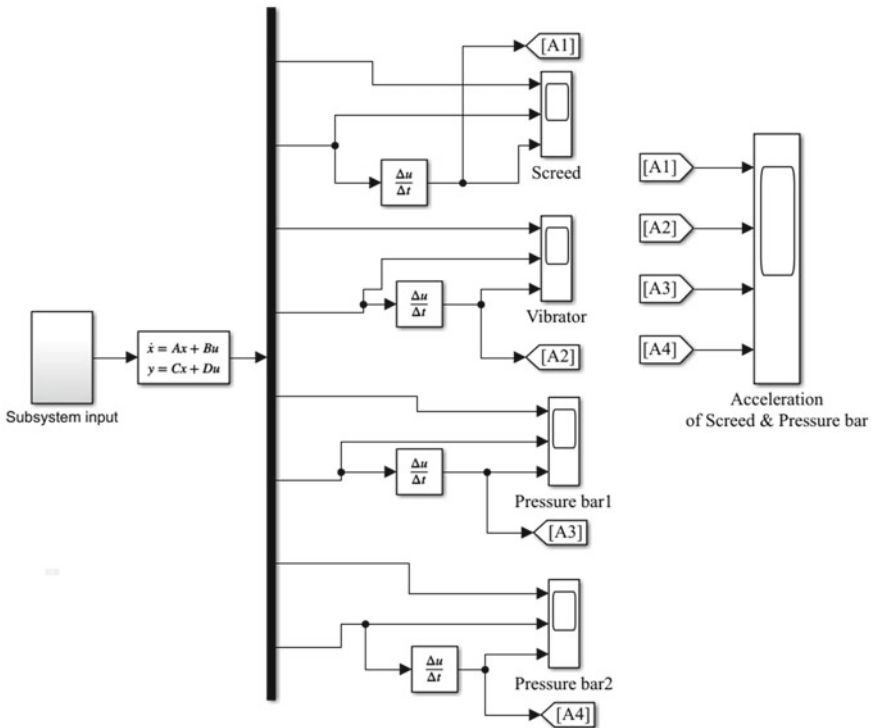 [A1]
Screed
Δu
Δt
Vibrator
Δu
Δt
[A2]
Subsystem input
ẋ = Ax + Bu
y = Cx + Du
Δu
Δt
Pressure bar1
[A3]
Δu
Δt
Pressure bar2
[A4]
[A1]
[A2]
[A3]
[A4]
Acceleration
of Screed & Pressure bar